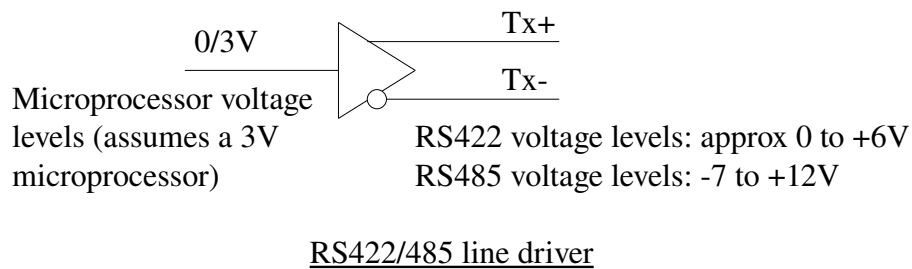 Tx+
0/3V
Tx-
Microprocessor voltage
levels (assumes a 3V
microprocessor)
RS422 voltage levels: approx 0 to +6V
RS485 voltage levels: -7 to +12V
RS422/485 line driver